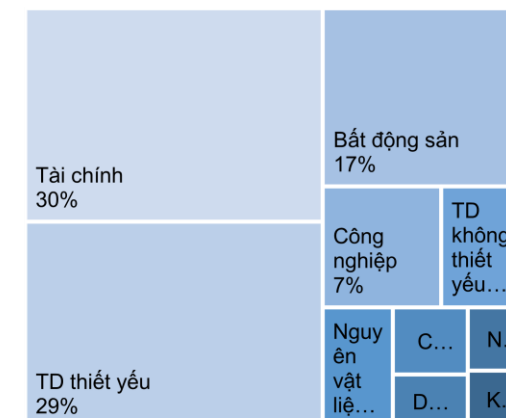 Tài chính
30%
Bất động sản
17%
Công
nghiệp
7%
TD
không
thiết
yếu…
TD thiết yếu
29%
Nguy
ên
vật
liệ…
C…
N.
D…
K.